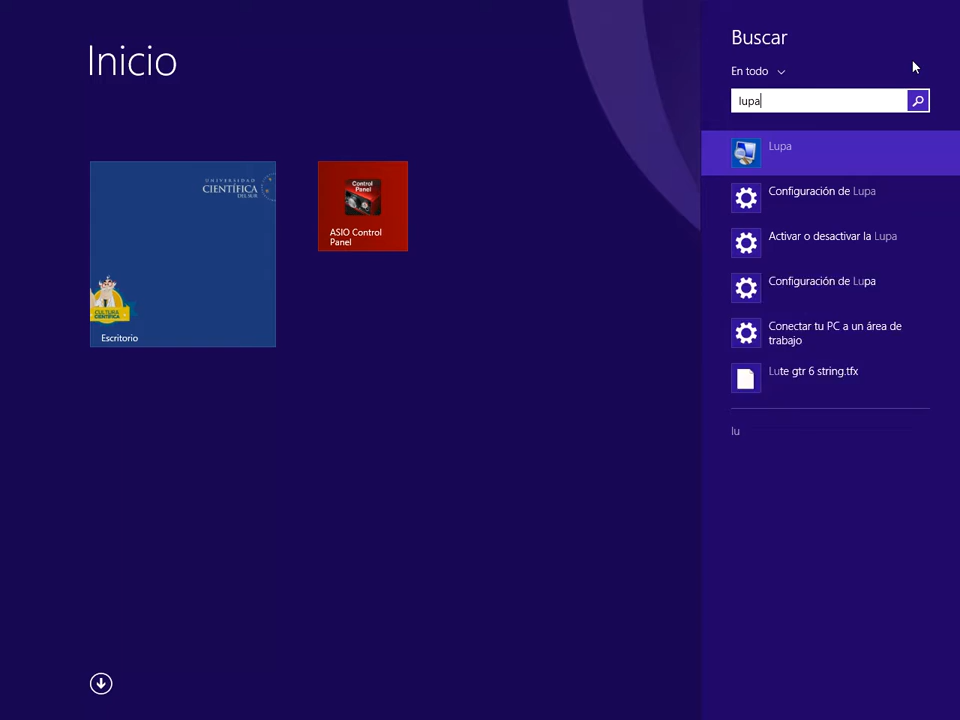 Inicio
UNIVERSIDAD
CIENTÍFICA
DEL SUR
CULTURA
CIENTÍFICA
Escritorio
Control
Panel
ASIO Control
Panel
Buscar
En todo
lupa
Lupa
Configuración de Lupa
Activar o desactivar la Lupa
Configuración de Lupa
Conectar tu PC a un área de
trabajo
Lute gtr 6 string.tfx
lu